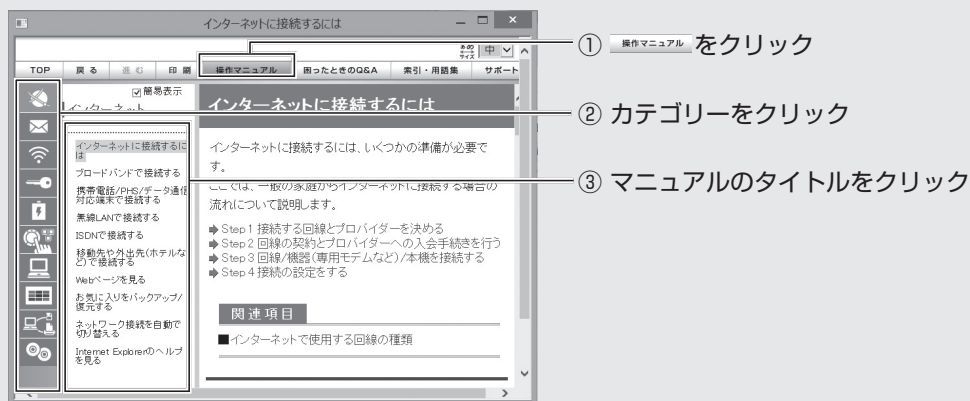 インターネットに接続するには
あの
サイズ
中
TOP 戻る 進む 印刷 操作マニュアル 困ったときのQ&A 索引・用語集 サポート
簡易表示
インターネット
インターネットに接続するに
は
ブロードバンドで接続する
携帯電話/PHS/データ通信
対応端末で接続する
無線LANで接続する
ISDNで接続する
移動先や外出先(ホテルな
ど)で接続する
Webページを見る
お気に入りをバックアップ/
復元する
ネットワーク接続を自動で
切り替える
Internet Explorerのヘルプ
を見る
インターネットに接続するには
インターネットに接続するには、いくつかの準備が必要で
す。
ここでは、一般の家庭からインターネットに接続する場合の
流れについて説明します。
Step1 接続する回線とプロバイダーを決める
Step2 回線の契約とプロバイダーへの入会手続きを行う
Step3 回線/機器(専用モデムなど)/本機を接続する
Step4 接続の設定をする
関連項目
■インターネットで使用する回線の種類
① 操作マニュアル をクリック
② カテゴリーをクリック
③ マニュアルのタイトルをクリック